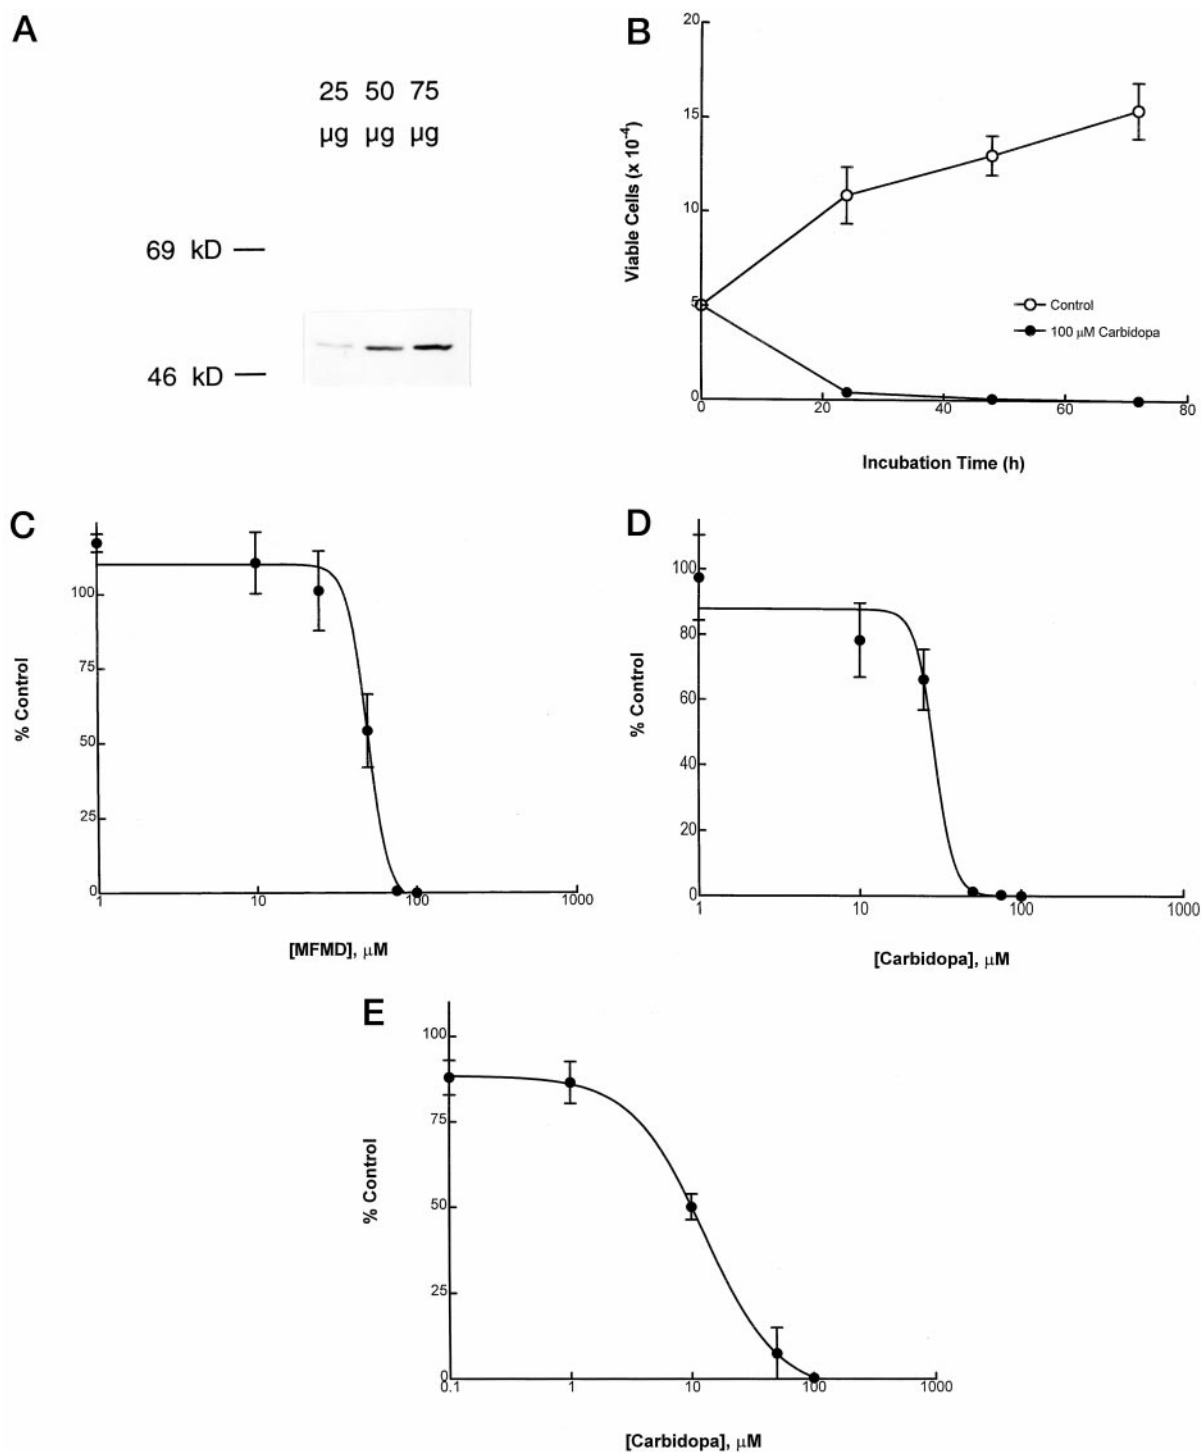 A
25 50 75
µg µg µg
69 kD
46 kD
B
20
15
10
5
0
Viable Cells (x 10⁻⁴)
Control
100 µM Carbidopa
0 20 40 60 80
Incubation Time (h)
C
100
75
50
25
0
% Control
1 10 100 1000
[MFMD], µM
D
100
80
60
40
20
0
% Control
1 10 100 1000
[Carbidopa], µM
E
100
75
50
25
0
% Control
0.1 1 10 100 1000
[Carbidopa], µM